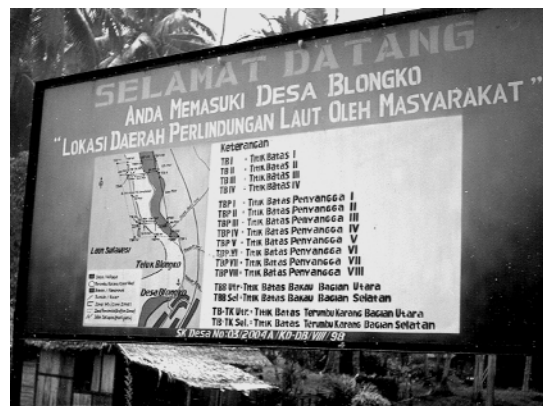 SELAMAT DATANG
ANDA MEMASUKI DESA BLONGKO
"LOKASI DAERAH PERLINDUNGAN LAUT OLEH MASYARAKAT"
Keterangan
TB I - Titik Batas I
TB II - Titik Batas II
TB III - Titik Batas III
TB IV - Titik Batas IV
TBP I - Titik Batas Penyangga I
TBP II - Titik Batas Penyangga II
TBP III - Titik Batas Penyangga III
TBP IV - Titik Batas Penyangga IV
TBP V - Titik Batas Penyangga V
TBP VI - Titik Batas Penyangga VI
TBP VII - Titik Batas Penyangga VII
TBP VIII - Titik Batas Penyangga VIII
TBB Utr - Titik Batas Bakau Bagian Utara
TBB Sel - Titik Batas Bakau Bagian Selatan
TB-TK Utr. - Titik Batas Terumbu Karang Bagian Utara
TB-TK Sel. - Titik Batas Terumbu Karang Bagian Selatan
Laut Sulawesi
Teluk Blongko
Desa Blongko
SK Desa No: 03/2004A/KD-DB/VIII/98